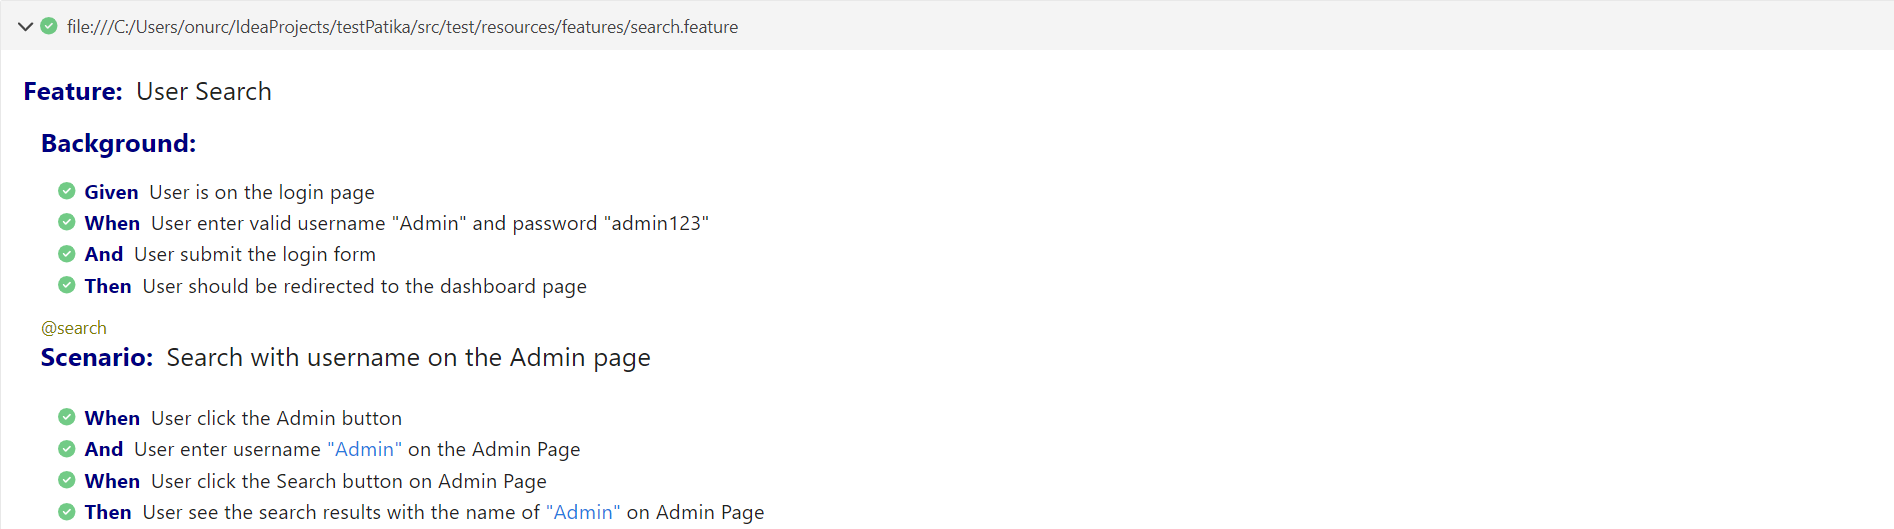 file:///C:/Users/onurc/IdeaProjects/testPatika/src/test/resources/features/search.feature
Feature: User Search
Background:
Given User is on the login page
When User enter valid username "Admin" and password "admin123"
And User submit the login form
Then User should be redirected to the dashboard page
@search
Scenario: Search with username on the Admin page
When User click the Admin button
And User enter username "Admin" on the Admin Page
When User click the Search button on Admin Page
Then User see the search results with the name of "Admin" on Admin Page